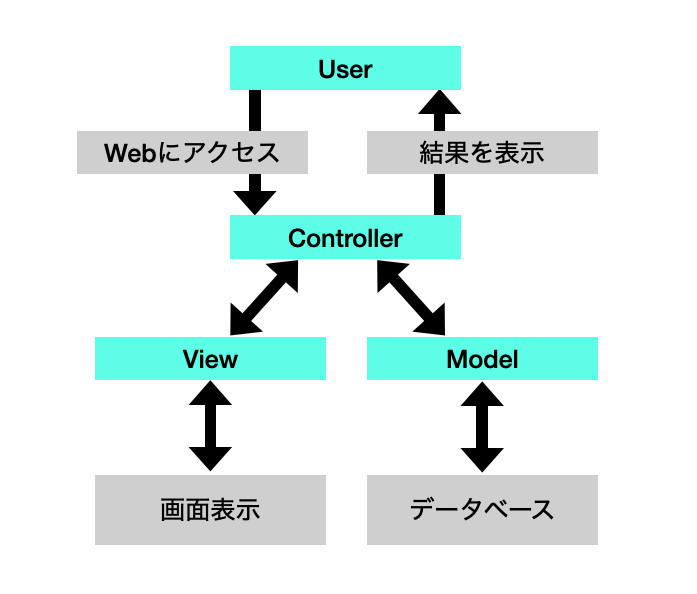 User
Webにアクセス
結果を表示
Controller
View
Model
画面表示
データベース